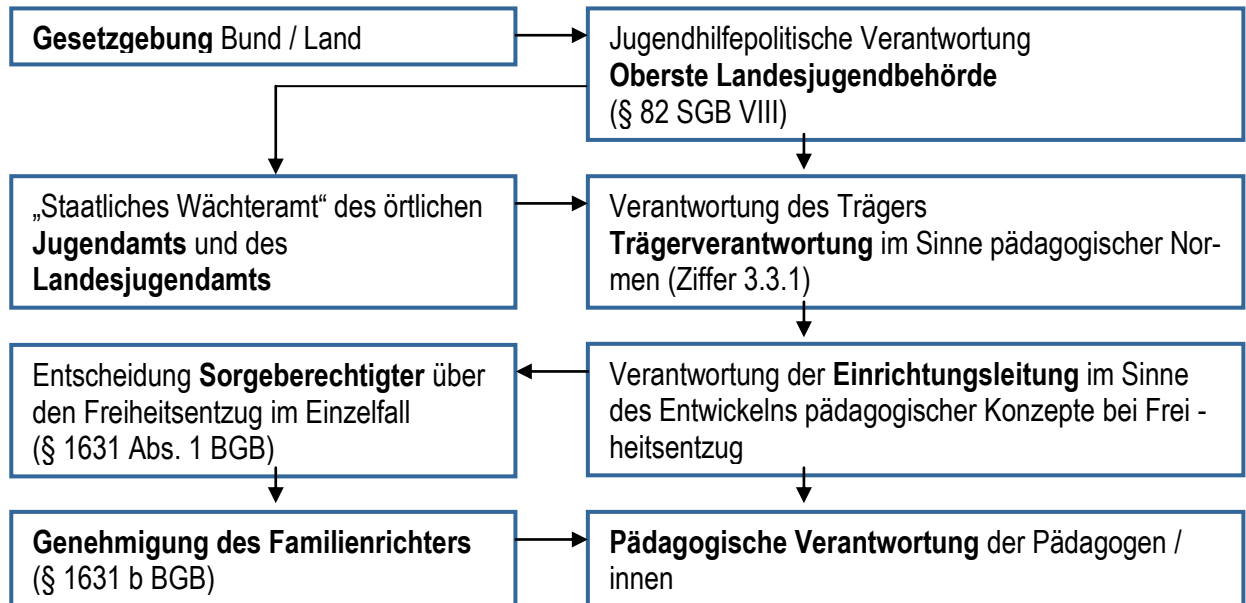 Gesetzgebung Bund / Land
Jugendhilfepolitische Verantwortung
Oberste Landesjugendbehörde
(§ 82 SGB VIII)
„Staatliches Wächteramt“ des örtlichen
Jugendamts und des
Landesjugendamts
Verantwortung des Trägers
Trägerverantwortung im Sinne pädagogischer Nor-
men (Ziffer 3.3.1)
Entscheidung Sorgeberechtigter über
den Freiheitsentzug im Einzelfall
(§ 1631 Abs. 1 BGB)
Verantwortung der Einrichtungsleitung im Sinne
des Entwickelns pädagogischer Konzepte bei Frei -
heitsentzug
Genehmigung des Familienrichters
(§ 1631 b BGB)
Pädagogische Verantwortung der Pädagogen /
innen